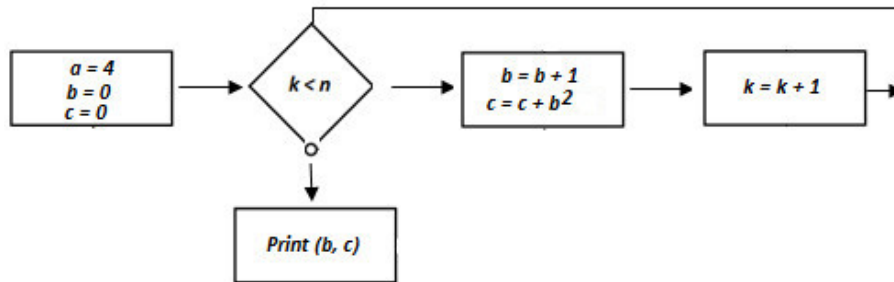 a = 4
b = 0
c = 0
k < n
b = b + 1
c = c + b²
k = k + 1
Print (b, c)